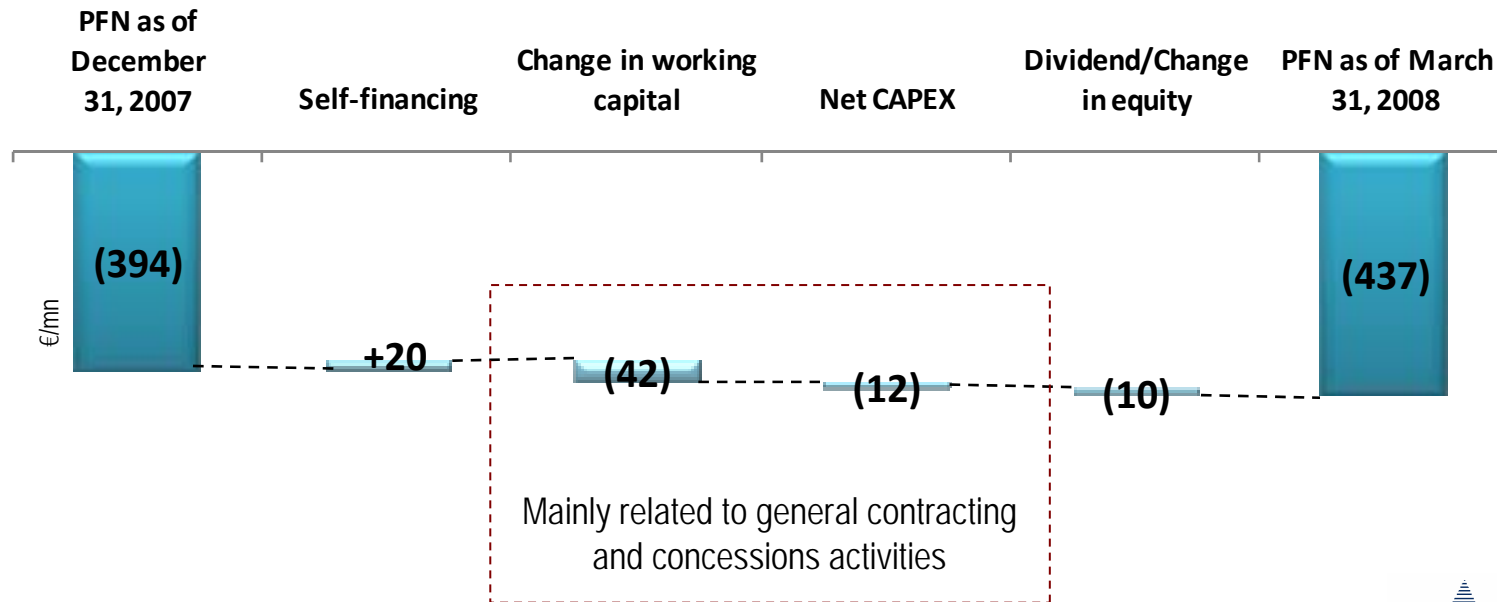 PFN as of
December
31, 2007
Self-financing
Change in working
capital
Net CAPEX
Dividend/Change
in equity
PFN as of March
31, 2008
€/mn
(394)
+20
(42)
(12)
(10)
(437)
Mainly related to general contracting
and concessions activities